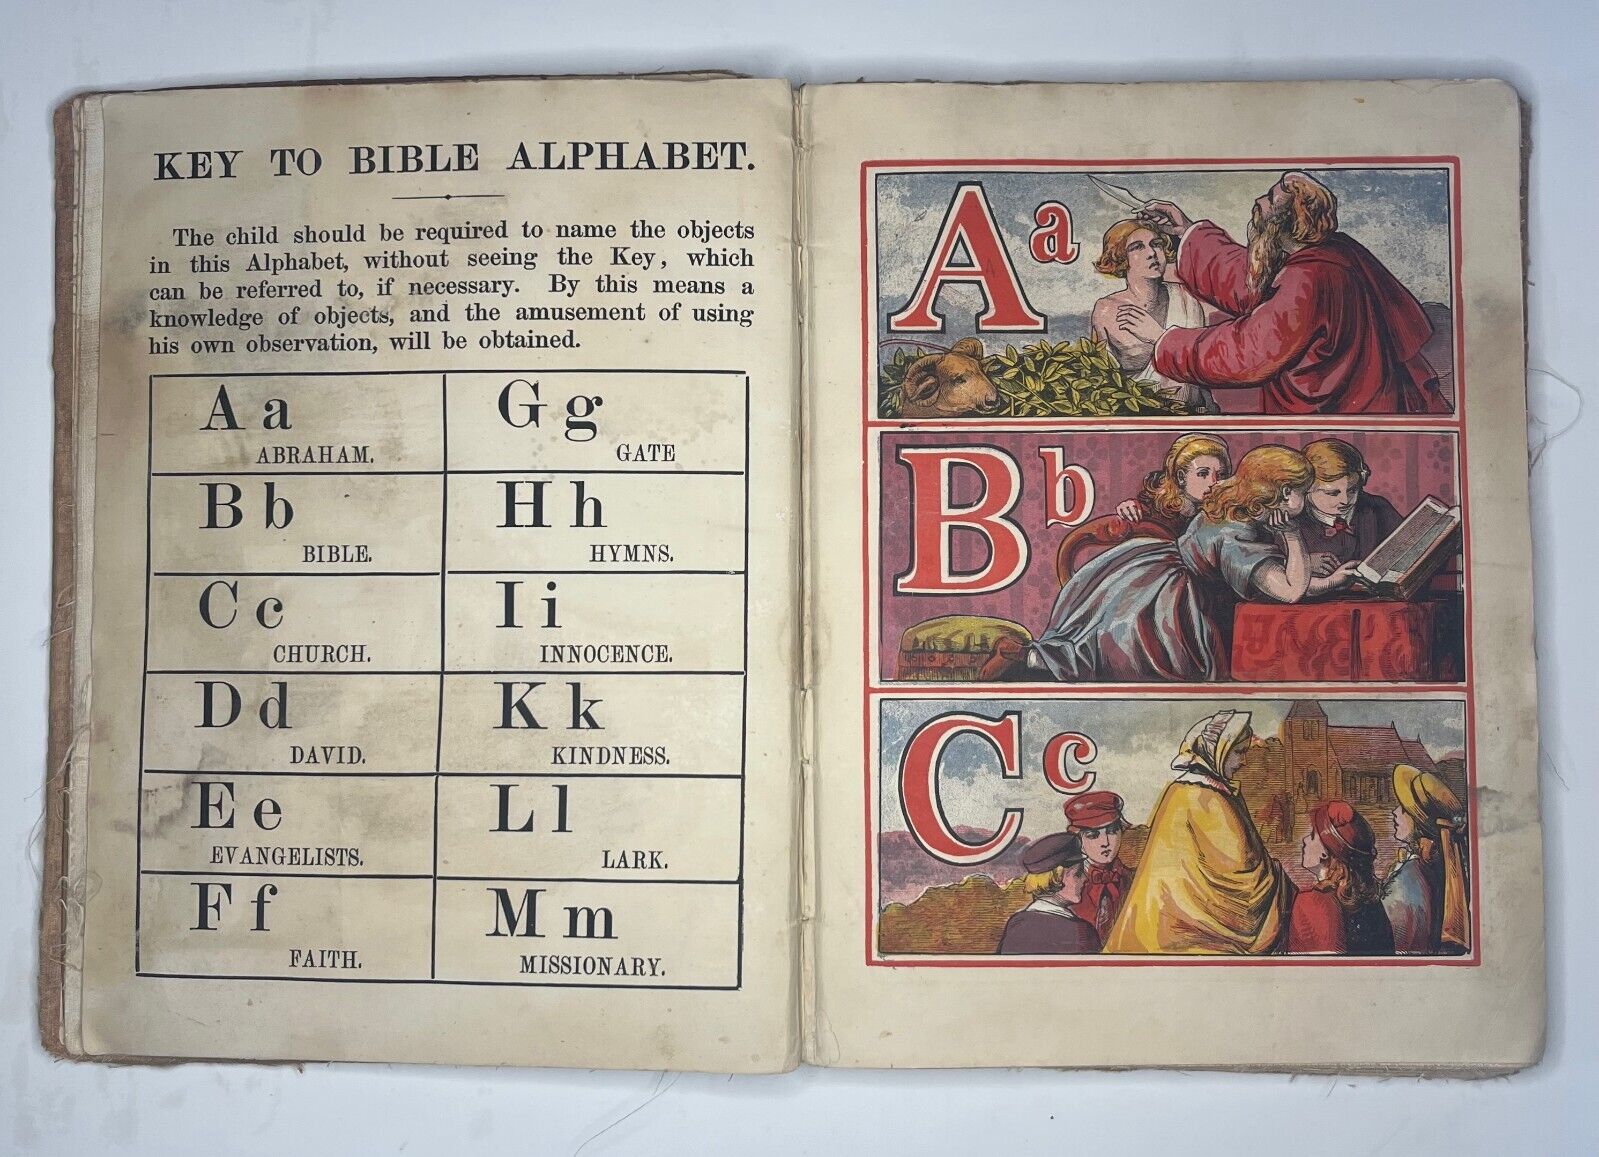 KEY TO BIBLE ALPHABET.
The child should be required to name the objects
in this Alphabet, without seeing the Key, which
can be referred to, if necessary. By this means a
knowledge of objects, and the amusement of using
his own observation, will be obtained.
A a
ABRAHAM.
B b
BIBLE.
C c
CHURCH.
D d
DAVID.
E e
EVANGELISTS.
F f
FAITH.
G g
GATE
H h
HYMNS.
I i
INNOCENCE.
K k
KINDNESS.
L l
LARK.
M m
MISSIONARY.
A a
B b
C c